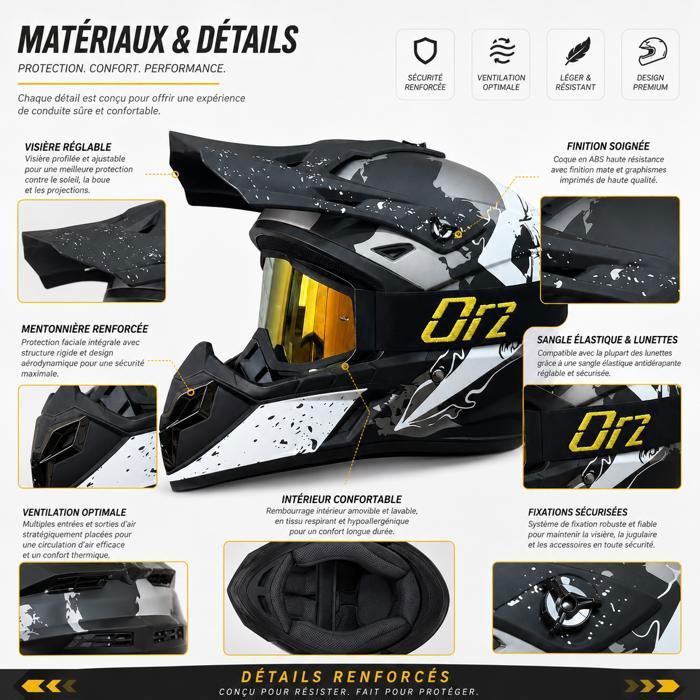 MATÉRIAUX & DÉTAILS
PROTECTION. CONFORT. PERFORMANCE.
Chaque détail est conçu pour offrir une expérience
de conduite sûre et confortable.
SÉCURITÉ
RENFORCÉE
VENTILATION
OPTIMALE
LÉGER &
RÉSISTANT
DESIGN
PREMIUM
VISIÈRE RÉGLABLE
Visière profilée et ajustable
pour une meilleure protection
contre le soleil, la boue
et les projections.
FINITION SOIGNÉE
Coque en ABS haute résistance
avec finition mate et graphismes
imprimés de haute qualité.
Orz
MENTONNIÈRE RENFORCÉE
Protection faciale intégrale avec
structure rigide et design
aérodynamique pour une sécurité
maximale.
SANGLE ÉLASTIQUE & LUNETTES
Compatible avec la plupart des lunettes
grâce à une sangle élastique antidérapante
réglable et sécurisée.
Orz
VENTILATION OPTIMALE
Multiples entrées et sorties d'air
stratégiquement placées pour
une circulation d'air efficace
et un confort thermique.
INTÉRIEUR CONFORTABLE
Rembourrage intérieur amovible et lavable,
en tissu respirant et hypoallergénique
pour un confort longue durée.
FIXATIONS SÉCURISÉES
Système de fixation robuste et fiable
pour maintenir la visière, la jugulaire
et les accessoires en toute sécurité.
DÉTAILS RENFORCÉS
CONÇU POUR RÉSISTER. FAIT POUR PROTÉGER.